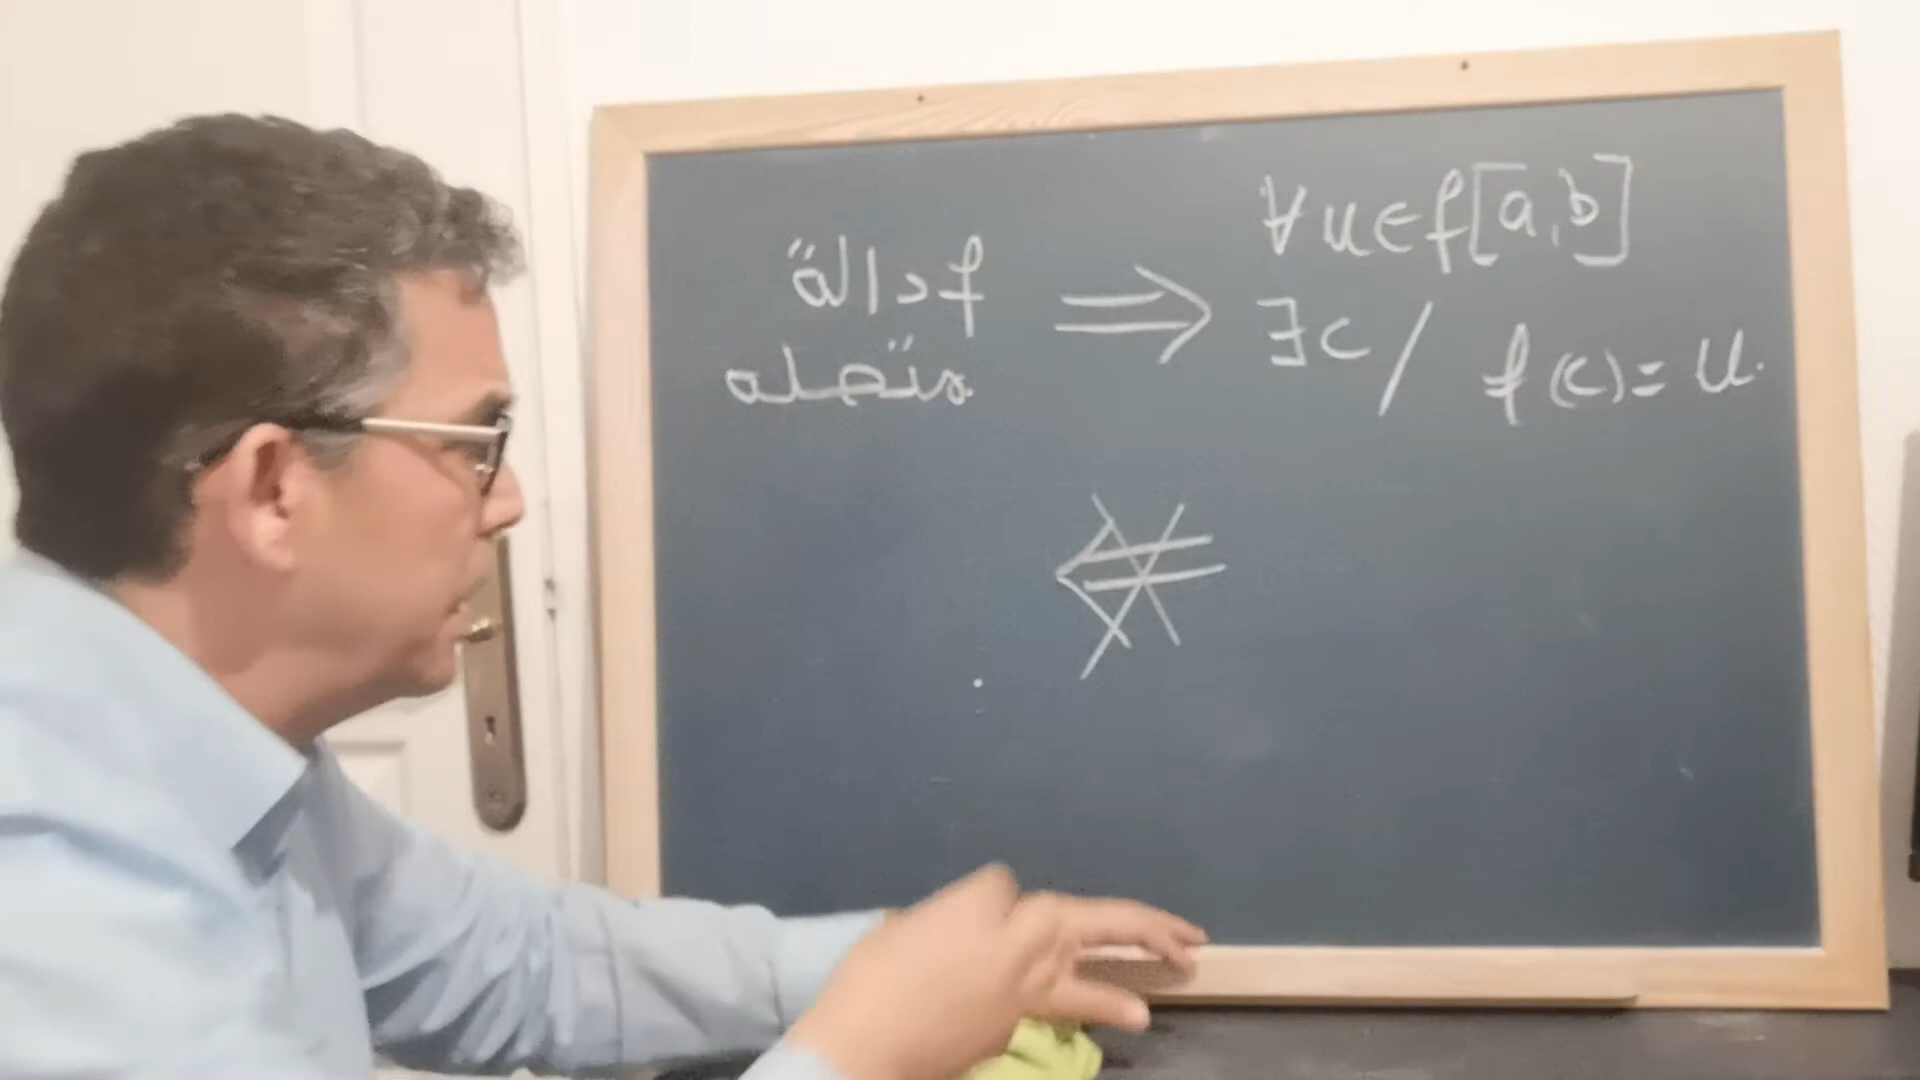 f دالة
متصلة
⇒
∀ u ∈ f[a,b]
∃ c / f(c) = u.
⇍